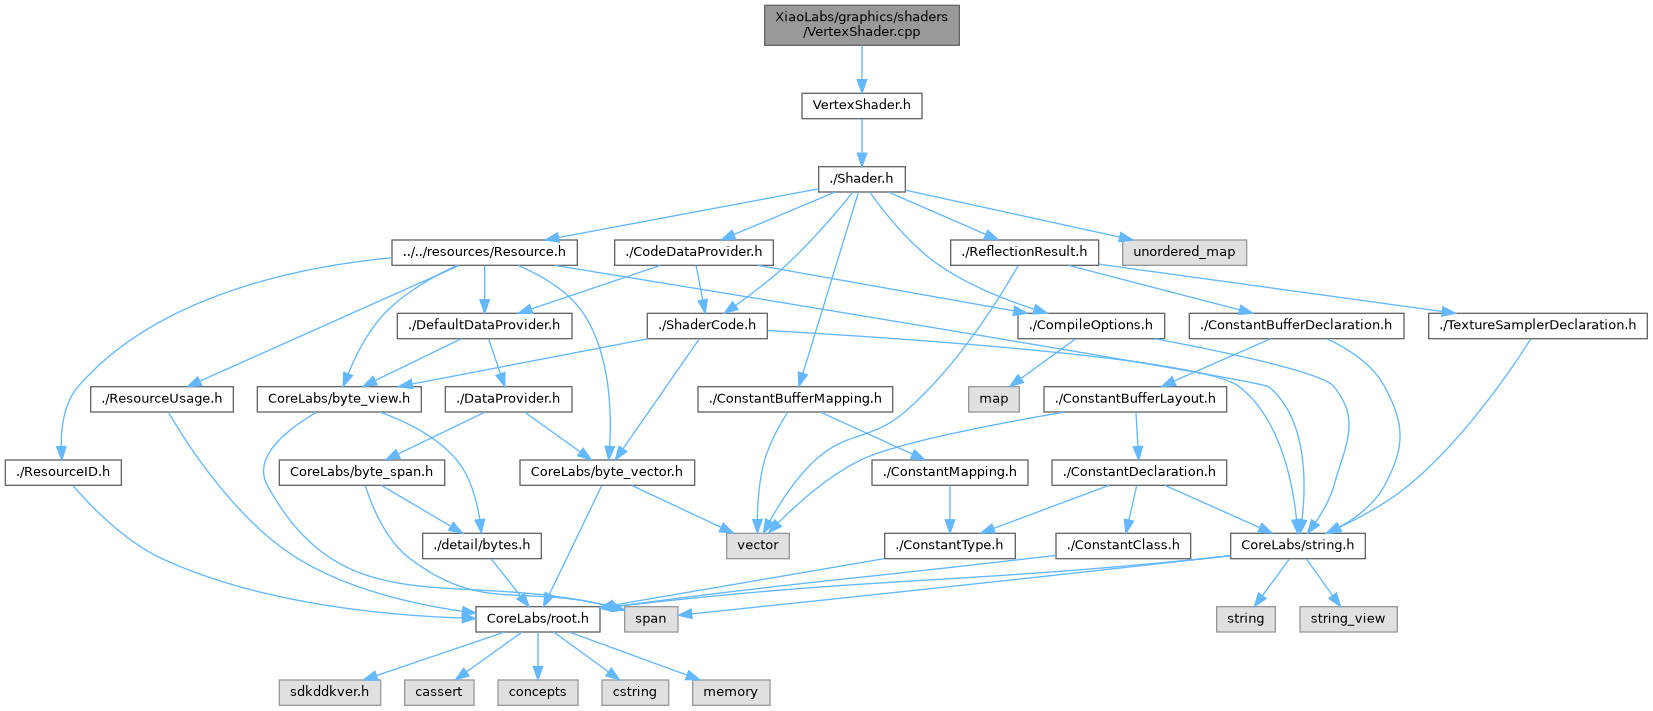 XiaoLabs/graphics/shaders
/VertexShader.cpp
VertexShader.h
./Shader.h
../../resources/Resource.h
./CodeDataProvider.h
./ReflectionResult.h
unordered_map
./DefaultDataProvider.h
./ShaderCode.h
./CompileOptions.h
./ConstantBufferDeclaration.h
./TextureSamplerDeclaration.h
./ResourceUsage.h
CoreLabs/byte_view.h
./DataProvider.h
./ConstantBufferMapping.h
map
./ConstantBufferLayout.h
./ResourceID.h
CoreLabs/byte_span.h
CoreLabs/byte_vector.h
./ConstantMapping.h
./ConstantDeclaration.h
./detail/bytes.h
vector
./ConstantType.h
./ConstantClass.h
CoreLabs/string.h
CoreLabs/root.h
span
string
string_view
sdkddkver.h
cassert
concepts
cstring
memory